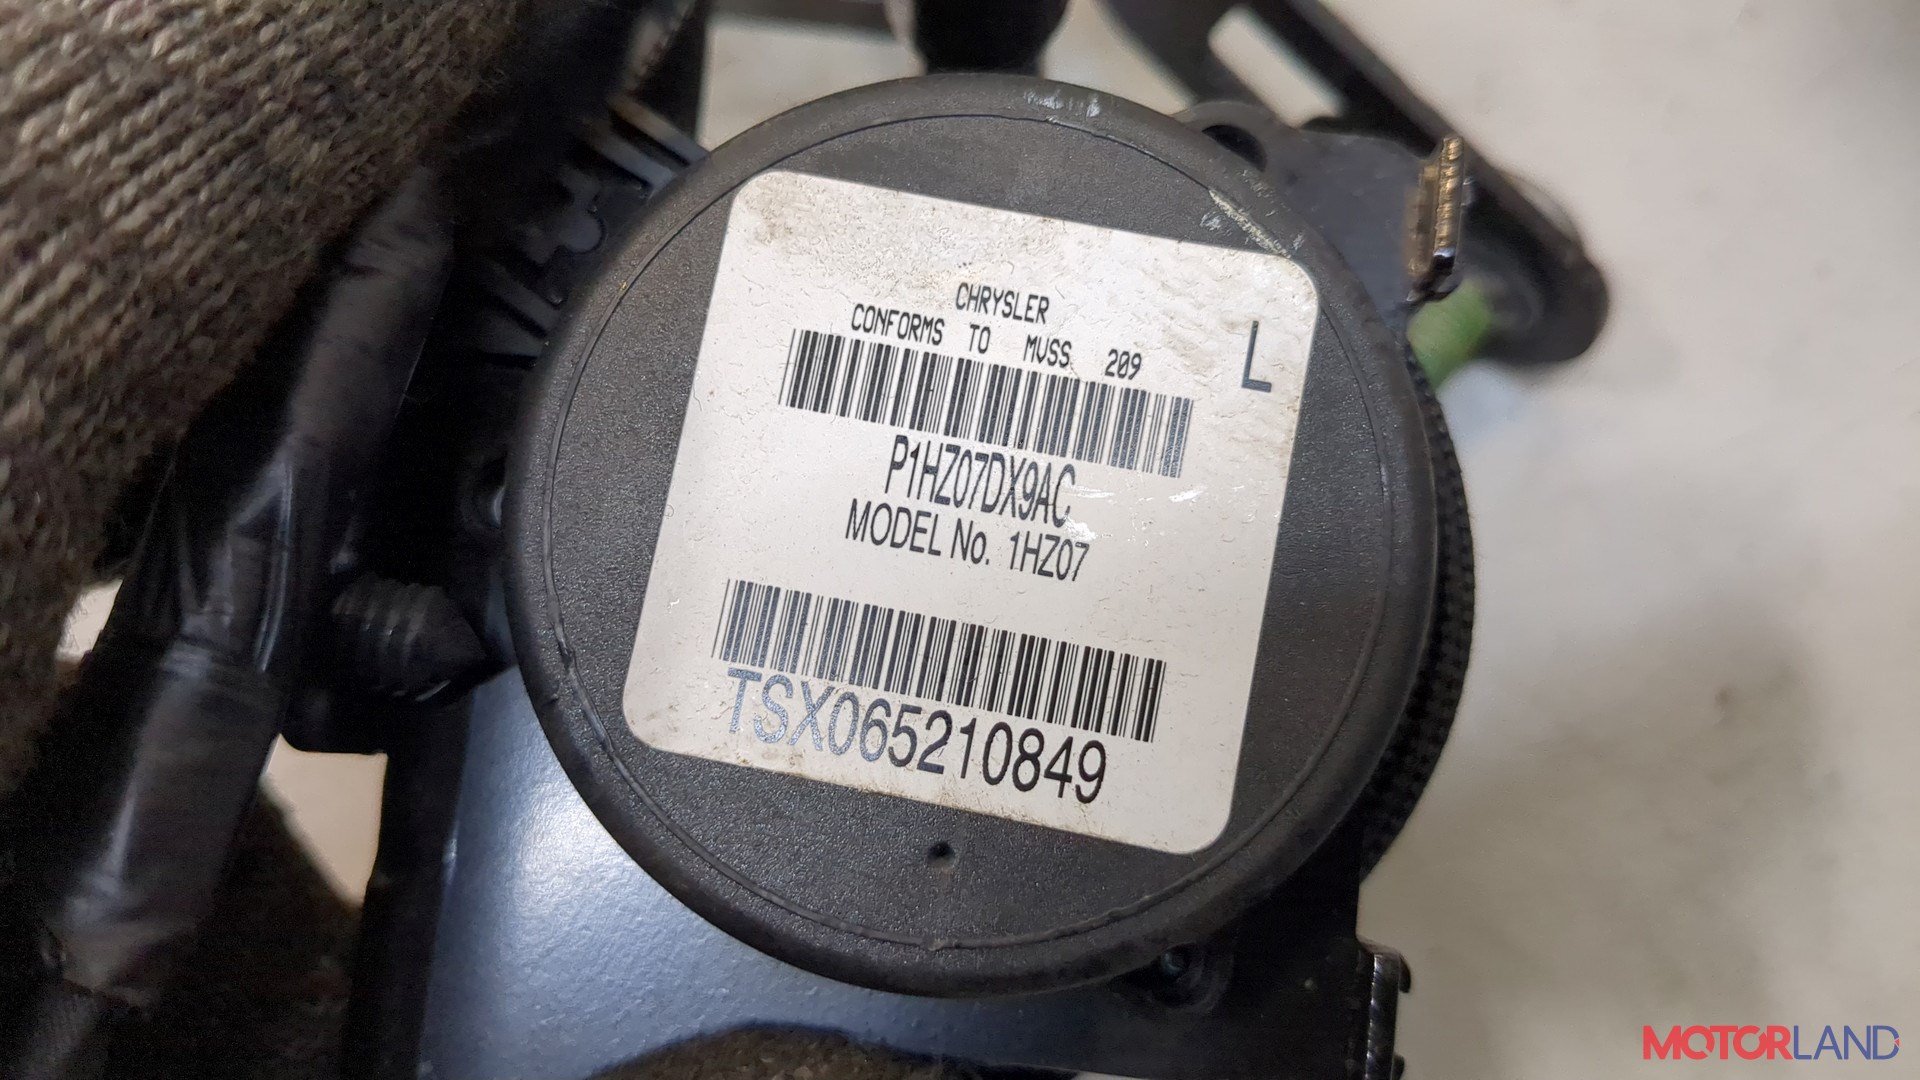 CHRYSLER
CONFORMS TO MVSS 209
L
P1HZ07DX9AC
MODEL No. 1HZ07
TSX065210849
MOTORLAND